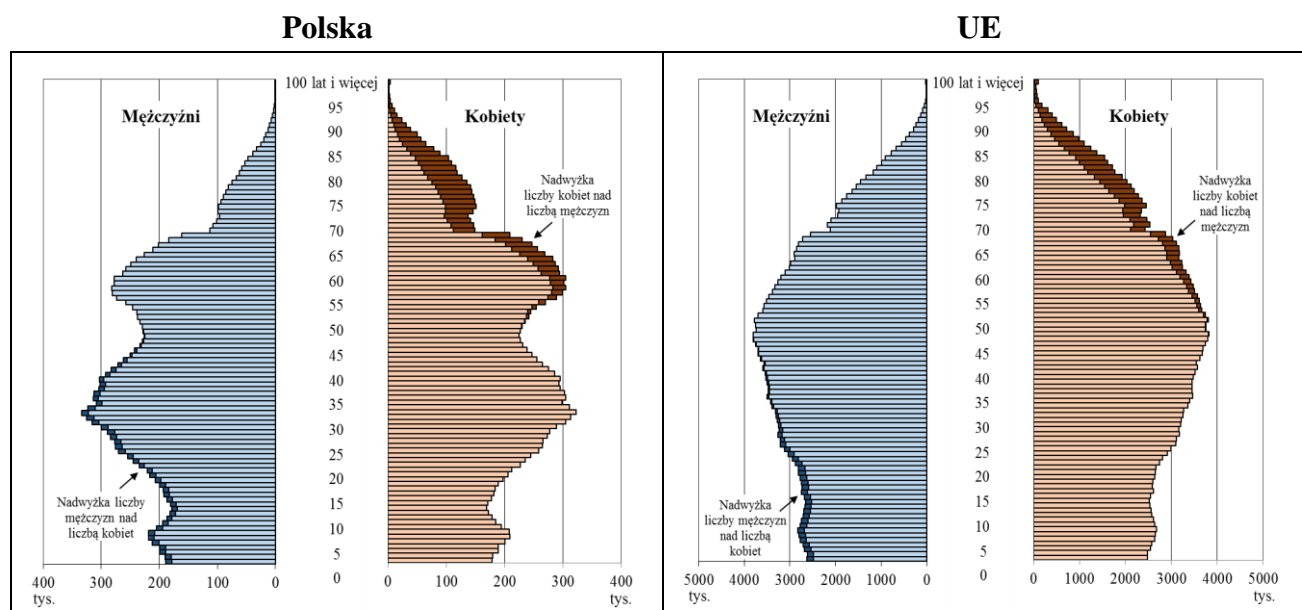 Polska
UE
100 lat i więcej
Mężczyźni
Kobiety
95
90
85
80
75
70
65
60
55
50
45
40
35
30
25
20
15
10
5
0
Nadwyżka
liczby kobiet nad
liczbą mężczyzn
Nadwyżka liczby
mężczyzn nad
liczbą kobiet
400 300 200 100 0
tys.
0 100 200 300 400
tys.
100 lat i więcej
Mężczyźni
Kobiety
95
90
85
80
75
70
65
60
55
50
45
40
35
30
25
20
15
10
5
0
Nadwyżka
liczby kobiet
nad liczbą
mężczyzn
Nadwyżka
liczby mężczyzn
nad liczbą
kobiet
5000 4000 3000 2000 1000 0
tys.
0 1000 2000 3000 4000 5000
tys.